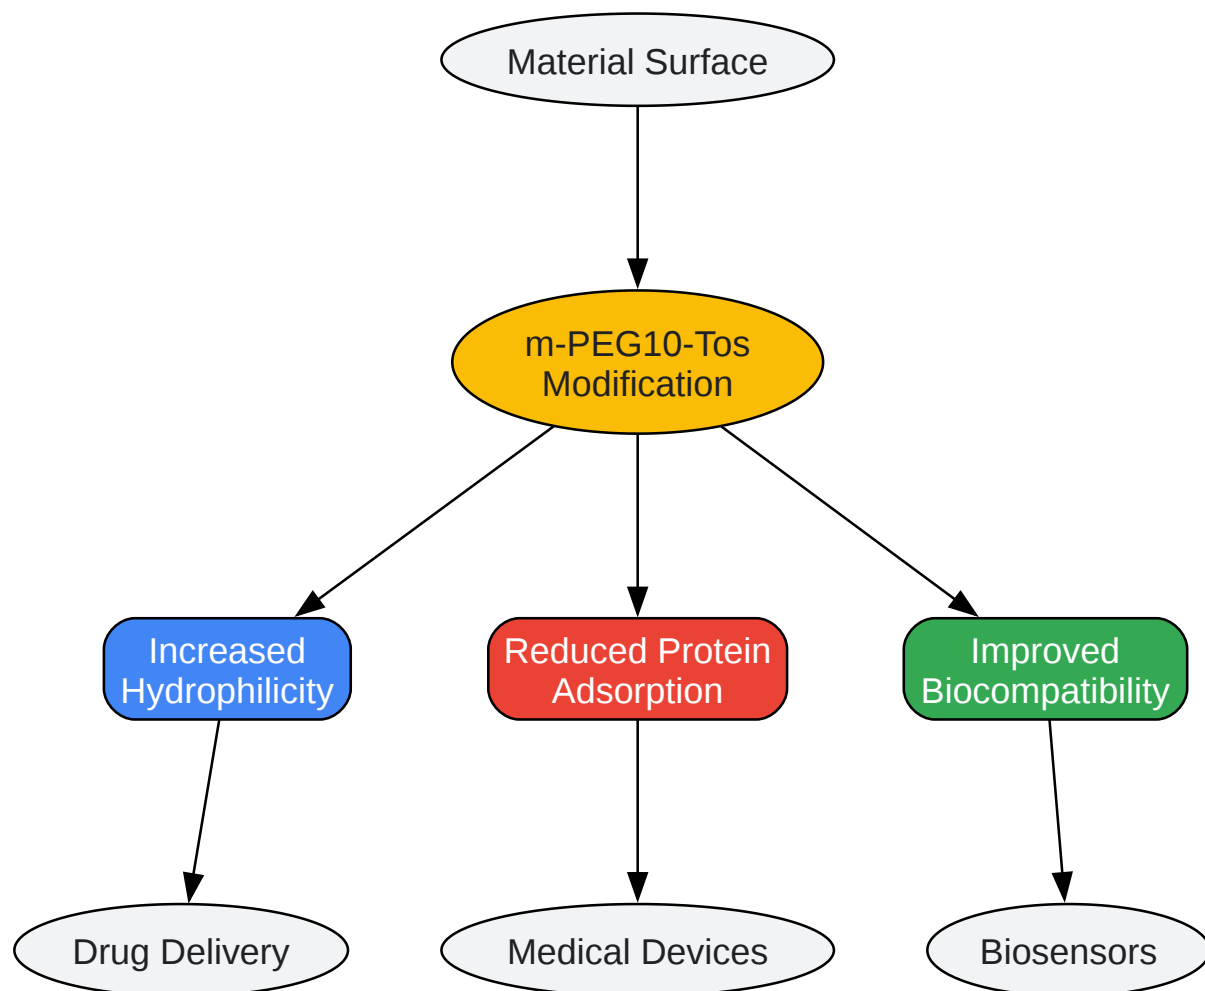 Material Surface
m-PEG10-Tos
Modification
Increased
Hydrophilicity
Reduced Protein
Adsorption
Improved
Biocompatibility
Drug Delivery
Medical Devices
Biosensors